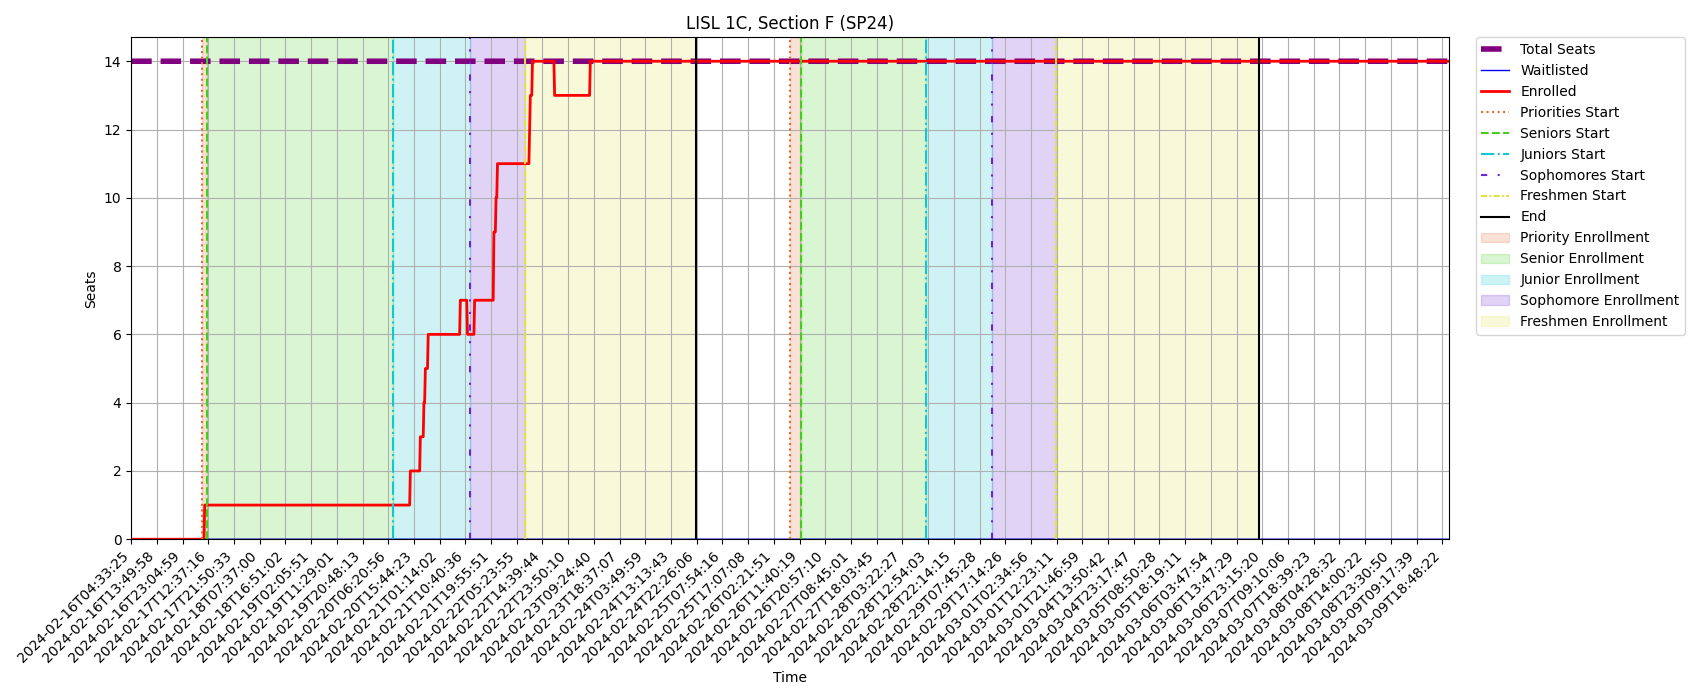 LISL 1C, Section F (SP24)
Total Seats
Waitlisted
Enrolled
Priorities Start
Seniors Start
Juniors Start
Sophomores Start
Freshmen Start
End
Priority Enrollment
Senior Enrollment
Junior Enrollment
Sophomore Enrollment
Freshmen Enrollment
Seats
14
12
10
8
6
4
2
0
2024-02-16T04:33:25
2024-02-16T13:49:58
2024-02-16T23:04:59
2024-02-17T12:37:16
2024-02-17T21:50:33
2024-02-18T07:37:00
2024-02-18T16:51:02
2024-02-19T02:05:51
2024-02-19T11:29:01
2024-02-19T20:48:13
2024-02-20T06:20:56
2024-02-20T15:44:23
2024-02-21T01:14:02
2024-02-21T10:40:36
2024-02-21T19:55:51
2024-02-22T05:23:55
2024-02-22T14:39:44
2024-02-22T23:50:10
2024-02-23T09:24:40
2024-02-23T18:37:07
2024-02-24T03:49:59
2024-02-24T13:13:43
2024-02-24T22:26:06
2024-02-25T07:54:16
2024-02-25T17:07:08
2024-02-26T02:21:51
2024-02-26T11:40:19
2024-02-26T20:57:10
2024-02-27T08:45:01
2024-02-27T18:03:45
2024-02-28T03:22:27
2024-02-28T12:54:03
2024-02-28T22:14:15
2024-02-29T07:45:28
2024-02-29T17:14:26
2024-03-01T02:34:56
2024-03-01T12:23:11
2024-03-01T21:46:59
2024-03-04T13:50:42
2024-03-04T23:17:47
2024-03-05T08:50:28
2024-03-05T18:19:11
2024-03-06T03:47:54
2024-03-06T13:47:29
2024-03-06T23:15:20
2024-03-07T09:10:06
2024-03-07T18:39:23
2024-03-08T04:28:32
2024-03-08T14:00:22
2024-03-08T23:30:50
2024-03-09T09:17:39
2024-03-09T18:48:22
Time